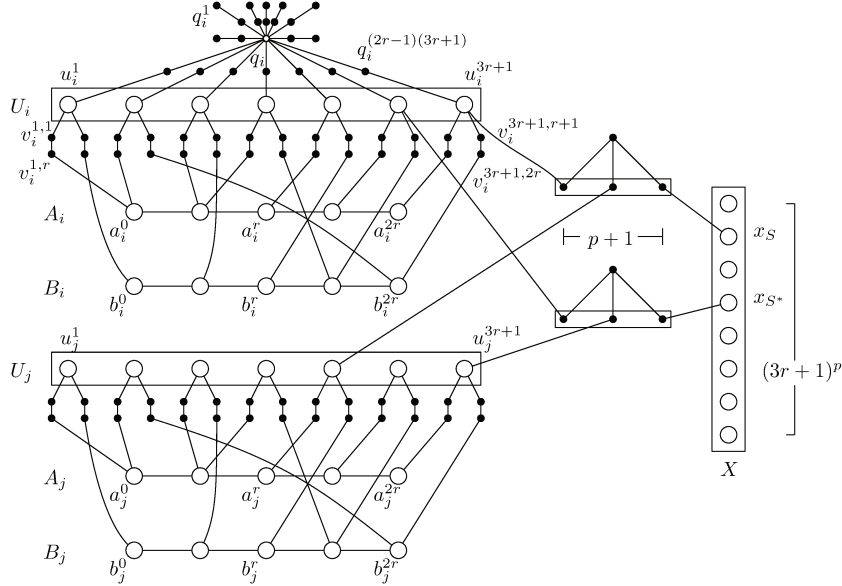 q_i^1
q_i
q_i^{(2r-1)(3r+1)}
u_i^1
u_i^{3r+1}
U_i
v_i^{1,1}
v_i^{3r+1,r+1}
v_i^{1,r}
v_i^{3r+1,2r}
A_i
a_i^0
a_i^r
a_i^{2r}
p + 1
x_S
B_i
b_i^0
b_i^r
b_i^{2r}
x_{S*}
u_j^1
u_j^{3r+1}
U_j
(3r + 1)^p
A_j
a_j^0
a_j^r
a_j^{2r}
X
B_j
b_j^0
b_j^r
b_j^{2r}